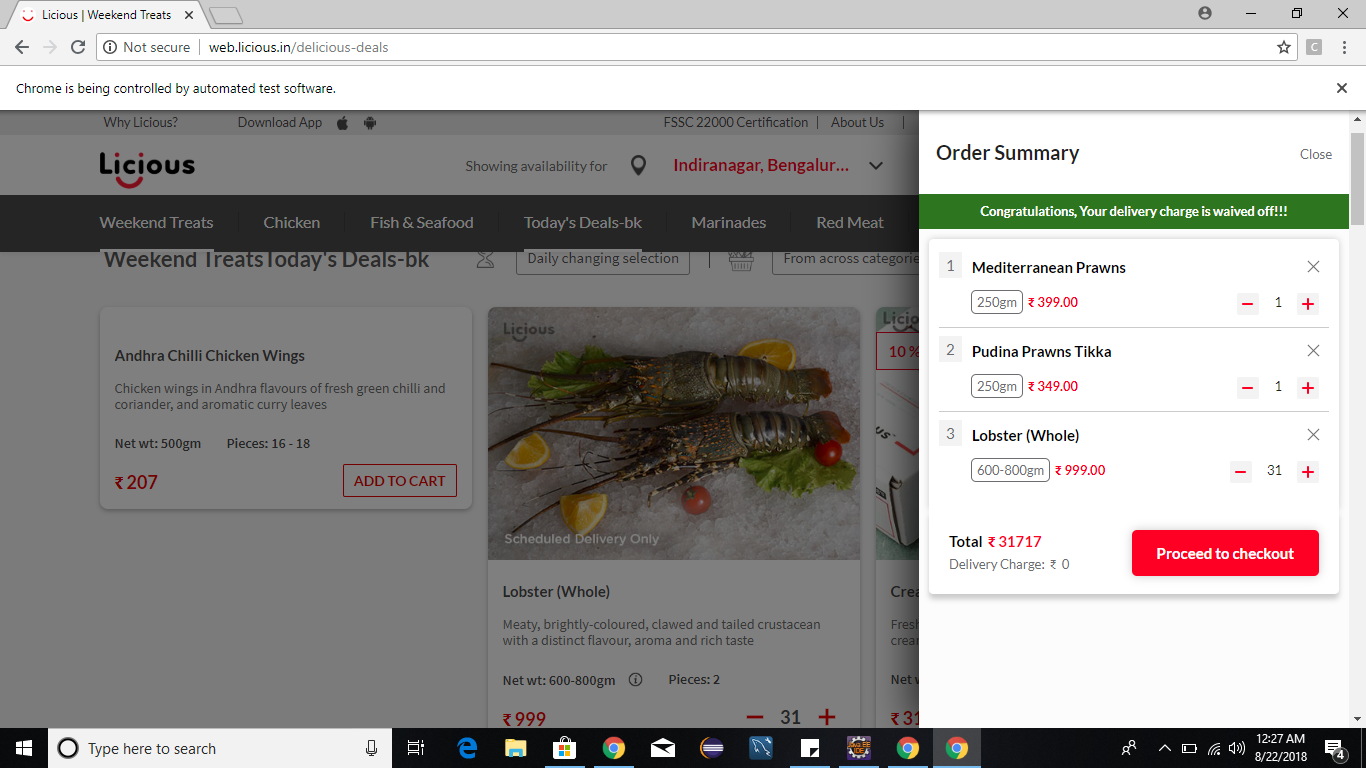 Licious | Weekend Treats
Not secure | web.licious.in/delicious-deals
C
Chrome is being controlled by automated test software.
Why Licious? Download App FSSC 22000 Certification | About Us |
Licious
Showing availability for Indiranagar, Bengalur...
Weekend Treats Chicken Fish & Seafood Today's Deals-bk Marinades Red Meat
Weekend Treats Today's Deals-bk Daily changing selection | From across categorie
Andhra Chilli Chicken Wings
Chicken wings in Andhra flavours of fresh green chilli and
coriander, and aromatic curry leaves
Net wt: 500gm Pieces: 16 - 18
₹ 207 ADD TO CART
Licious
Scheduled Delivery Only
Lobster (Whole)
Meaty, brightly-coloured, clawed and tailed crustacean
with a distinct flavour, aroma and rich taste
Net wt: 600-800gm Pieces: 2
₹ 999 31
Liciou
10 %
Crea
Fresh
crear
Net w
₹ 31
Order Summary Close
Congratulations, Your delivery charge is waived off!!!
1 Mediterranean Prawns
250gm ₹ 399.00 1
2 Pudina Prawns Tikka
250gm ₹ 349.00 1
3 Lobster (Whole)
600-800gm ₹ 999.00 31
Total ₹ 31717
Delivery Charge: ₹ 0
Proceed to checkout
Type here to search
12:27 AM
8/22/2018
4